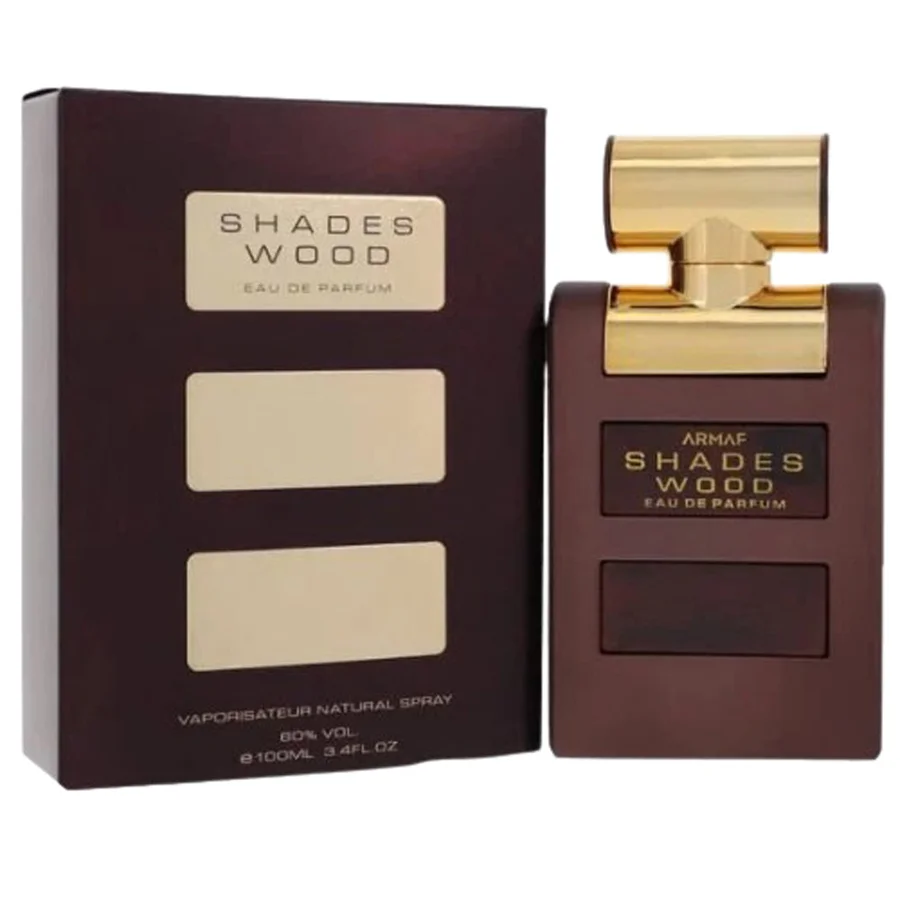 SHADES
WOOD
EAU DE PARFUM
VAPORISATEUR NATURAL SPRAY
80% VOL.
e 100ML 3.4FL.OZ
ARMAF
SHADES
WOOD
EAU DE PARFUM